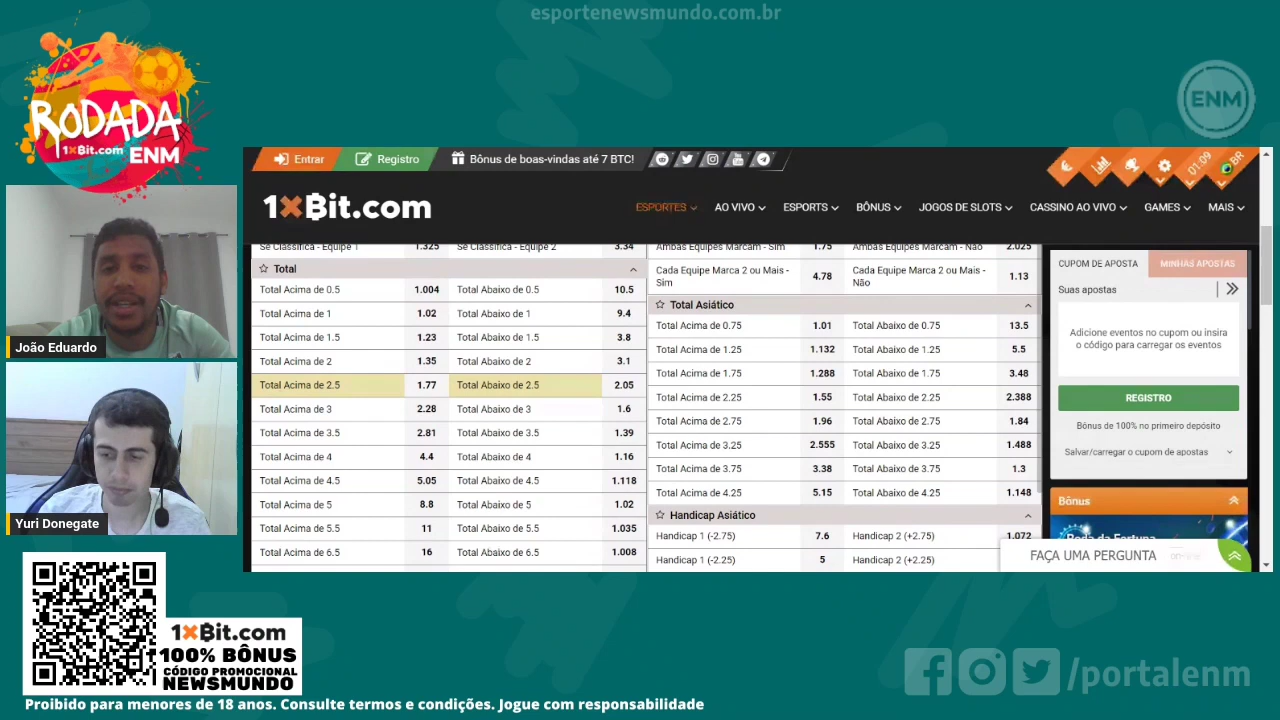 esportenewsmundo.com.br
RODADA
1×Bit.com
ENM
ENM
João Eduardo
Yuri Donegate
Entrar
Registro
Bônus de boas-vindas até 7 BTC!
01:09
BR
1×Bit.com
ESPORTES
AO VIVO
ESPORTS
BÔNUS
JOGOS DE SLOTS
CASSINO AO VIVO
GAMES
MAIS
Se Classifica - Equipe 1 1.325 Se Classifica - Equipe 2 3.34
Total
Total Acima de 0.5 1.004 Total Abaixo de 0.5 10.5
Total Acima de 1 1.02 Total Abaixo de 1 9.4
Total Acima de 1.5 1.23 Total Abaixo de 1.5 3.8
Total Acima de 2 1.35 Total Abaixo de 2 3.1
Total Acima de 2.5 1.77 Total Abaixo de 2.5 2.05
Total Acima de 3 2.28 Total Abaixo de 3 1.6
Total Acima de 3.5 2.81 Total Abaixo de 3.5 1.39
Total Acima de 4 4.4 Total Abaixo de 4 1.16
Total Acima de 4.5 5.05 Total Abaixo de 4.5 1.118
Total Acima de 5 8.8 Total Abaixo de 5 1.02
Total Acima de 5.5 11 Total Abaixo de 5.5 1.035
Total Acima de 6.5 16 Total Abaixo de 6.5 1.008
Ambas Equipes Marcam - Sim 1.75 Ambas Equipes Marcam - Não 2.025
Cada Equipe Marca 2 ou Mais - Sim 4.78 Cada Equipe Marca 2 ou Mais - Não 1.13
Total Asiático
Total Acima de 0.75 1.01 Total Abaixo de 0.75 13.5
Total Acima de 1.25 1.132 Total Abaixo de 1.25 5.5
Total Acima de 1.75 1.288 Total Abaixo de 1.75 3.48
Total Acima de 2.25 1.55 Total Abaixo de 2.25 2.388
Total Acima de 2.75 1.96 Total Abaixo de 2.75 1.84
Total Acima de 3.25 2.555 Total Abaixo de 3.25 1.488
Total Acima de 3.75 3.38 Total Abaixo de 3.75 1.3
Total Acima de 4.25 5.15 Total Abaixo de 4.25 1.148
Handicap Asiático
Handicap 1 (-2.75) 7.6 Handicap 2 (+2.75) 1.072
Handicap 1 (-2.25) 5 Handicap 2 (+2.25)
CUPOM DE APOSTA
MINHAS APOSTAS
Suas apostas
Adicione eventos no cupom ou insira
o código para carregar os eventos
REGISTRO
Bônus de 100% no primeiro depósito
Salvar/carregar o cupom de apostas
Bônus
Roda da Fortuna
FAÇA UMA PERGUNTA
on-line
1×Bit.com
100% BÔNUS
CÓDIGO PROMOCIONAL
NEWSMUNDO
/portalenm
Proibido para menores de 18 anos. Consulte termos e condições. Jogue com responsabilidade